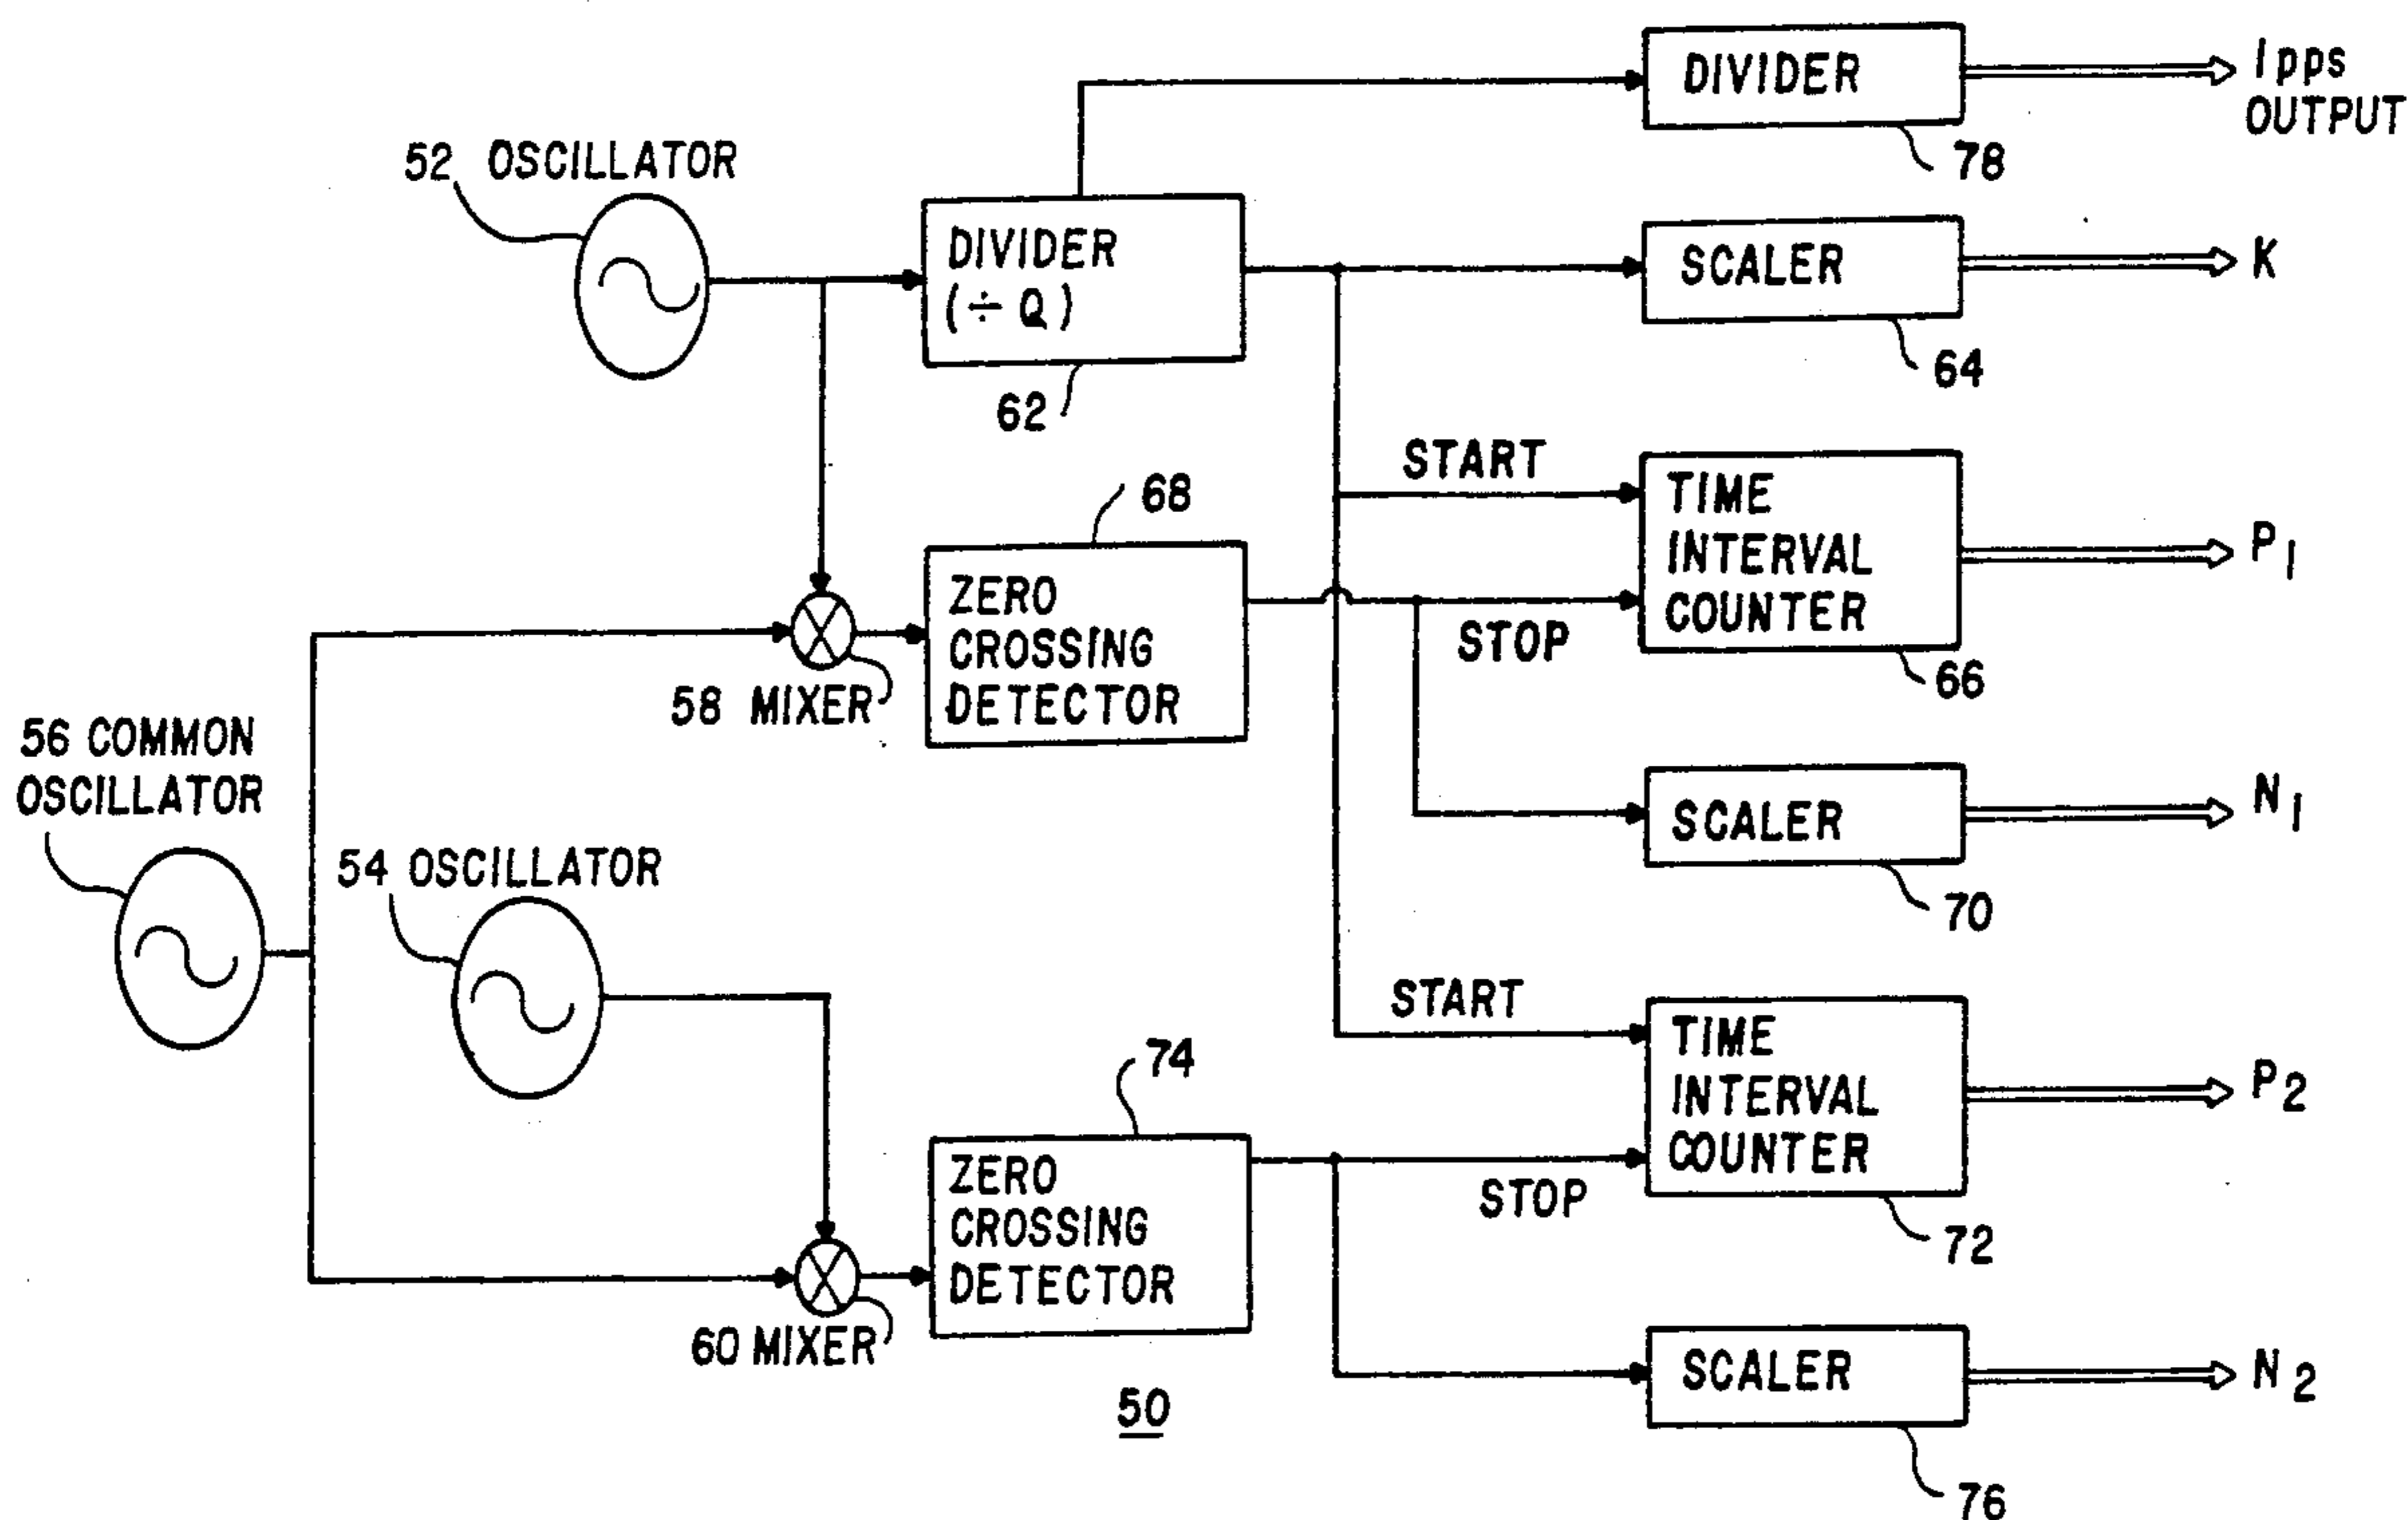 DIVIDER
1pps
OUTPUT
78
52 OSCILLATOR
DIVIDER
(÷ Q)
62
SCALER
K
64
START
TIME
INTERVAL
COUNTER
P1
66
STOP
68
ZERO
CROSSING
DETECTOR
58 MIXER
56 COMMON
OSCILLATOR
SCALER
N1
70
54 OSCILLATOR
START
TIME
INTERVAL
COUNTER
P2
72
STOP
74
ZERO
CROSSING
DETECTOR
60 MIXER
50
SCALER
N2
76